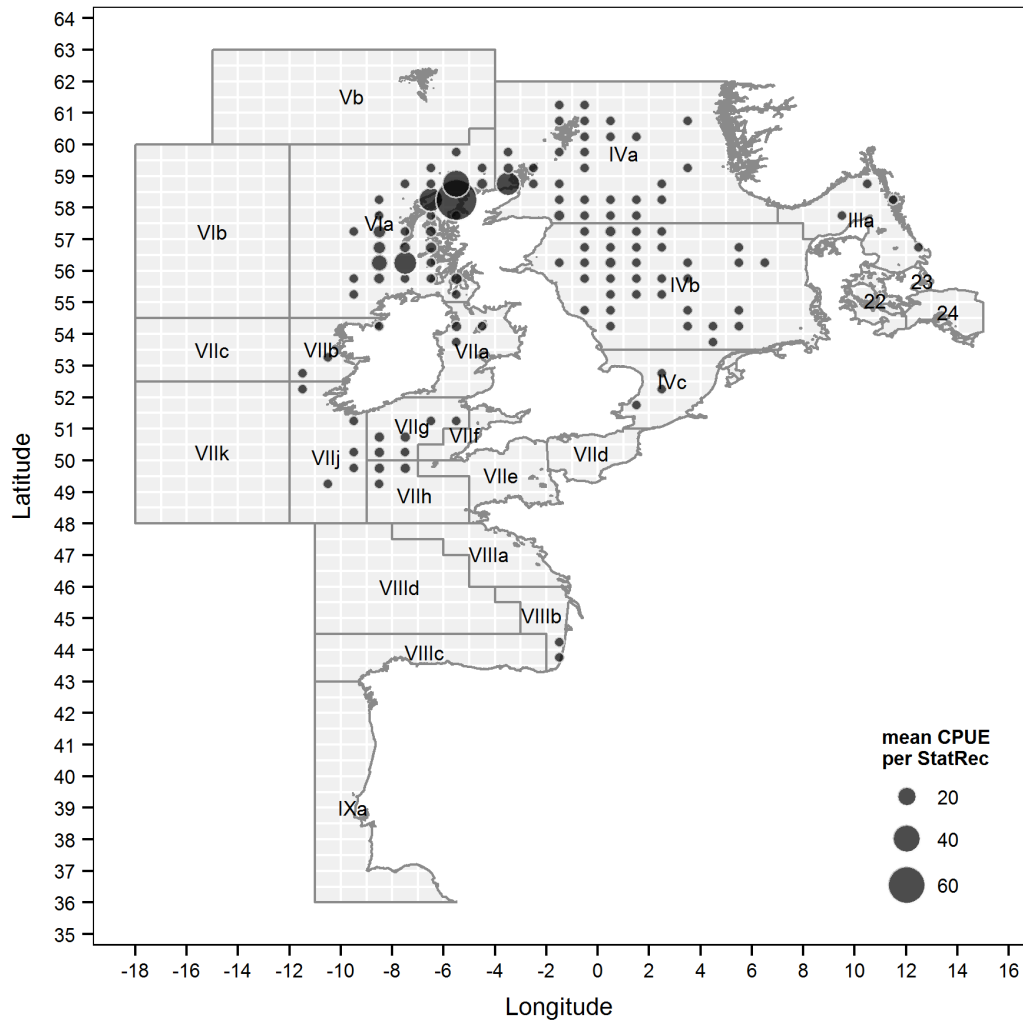 64
63
62
61
60
59
58
57
56
55
54
53
52
51
50
49
48
47
46
45
44
43
42
41
40
39
38
37
36
35
Latitude
Vb
IVa
VIb
VIa
IIIa
IVb
23
22
24
VIIc
VIIb
VIIa
IVc
VIIg
VIIf
VIIk
VIIj
VIId
VIIe
VIIh
VIIIa
VIIId
VIIIb
VIIIc
IXa
mean CPUE
per StatRec
20
40
60
-18 -16 -14 -12 -10 -8 -6 -4 -2 0 2 4 6 8 10 12 14 16
Longitude